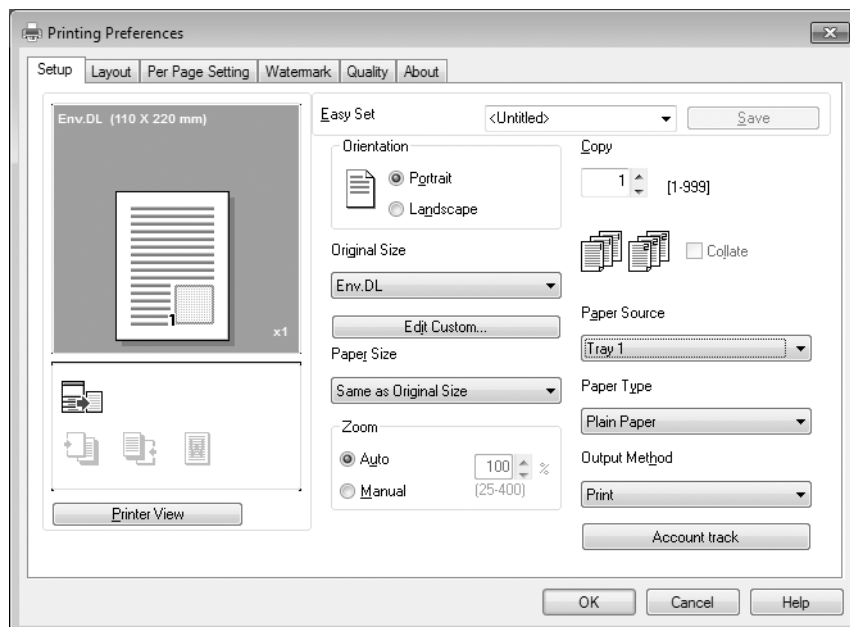 Printing Preferences
Setup Layout Per Page Setting Watermark Quality About
Env.DL (110 X 220 mm)
1
x1
Printer View
Easy Set <Untitled> Save
Orientation
Portrait
Landscape
Original Size
Env.DL
Edit Custom...
Paper Size
Same as Original Size
Zoom
Auto
Manual
100 %
(25-400)
Copy
1 [1-999]
Collate
Paper Source
Tray 1
Paper Type
Plain Paper
Output Method
Print
Account track
OK Cancel Help